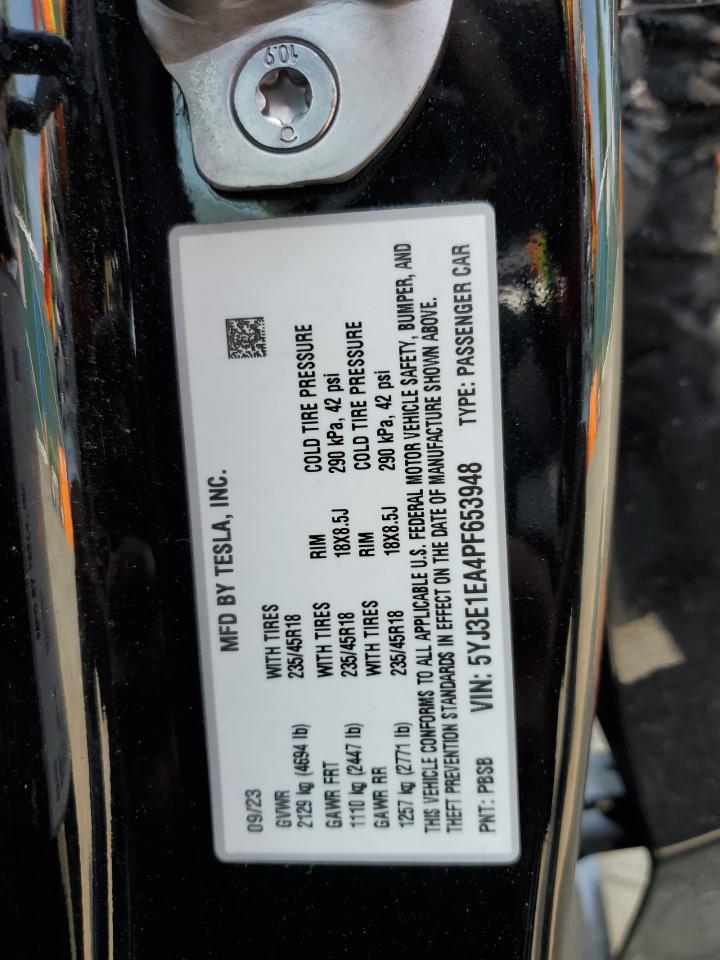 10.9
C
MFD BY TESLA, INC.
09/23
GVWR WITH TIRES RIM COLD TIRE PRESSURE
2129 kg (4694 lb) 235/45R18 18X8.5J 290 kPa, 42 psi
GAWR FRT WITH TIRES RIM COLD TIRE PRESSURE
1110 kg (2447 lb) 235/45R18 18X8.5J 290 kPa, 42 psi
GAWR RR WITH TIRES
1257 kg (2771 lb) 235/45R18
THIS VEHICLE CONFORMS TO ALL APPLICABLE U.S. FEDERAL MOTOR VEHICLE SAFETY, BUMPER, AND
THEFT PREVENTION STANDARDS IN EFFECT ON THE DATE OF MANUFACTURE SHOWN ABOVE.
PNT: PBSB VIN: 5YJ3E1EA4PF653948 TYPE: PASSENGER CAR